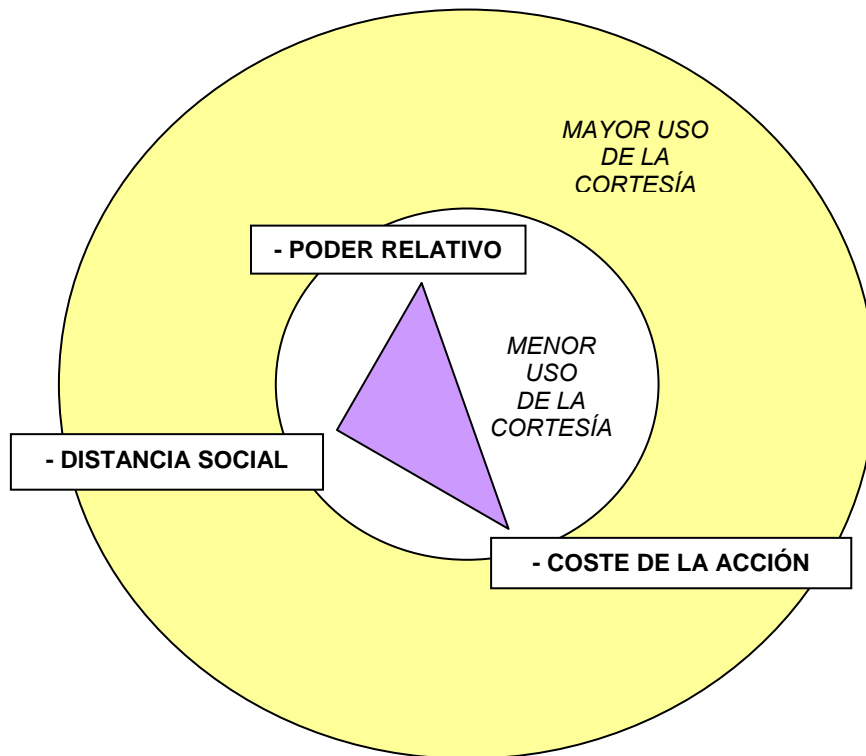 MAYOR USO
DE LA
CORTESÍA
- PODER RELATIVO
MENOR
USO
DE LA
CORTESÍA
- DISTANCIA SOCIAL
- COSTE DE LA ACCIÓN